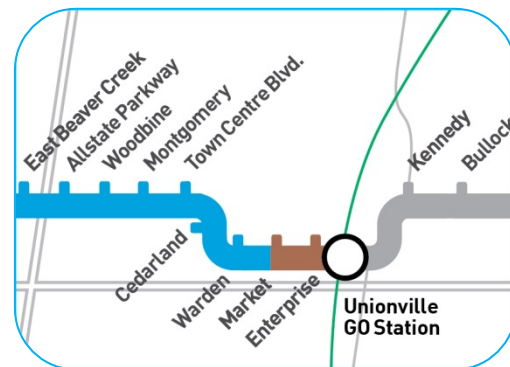 East Beaver Creek
Allstate Parkway
Woodbine
Montgomery
Town Centre Blvd.
Kennedy
Bullock
Cedarland
Warden
Market
Enterprise
Unionville
GO Station